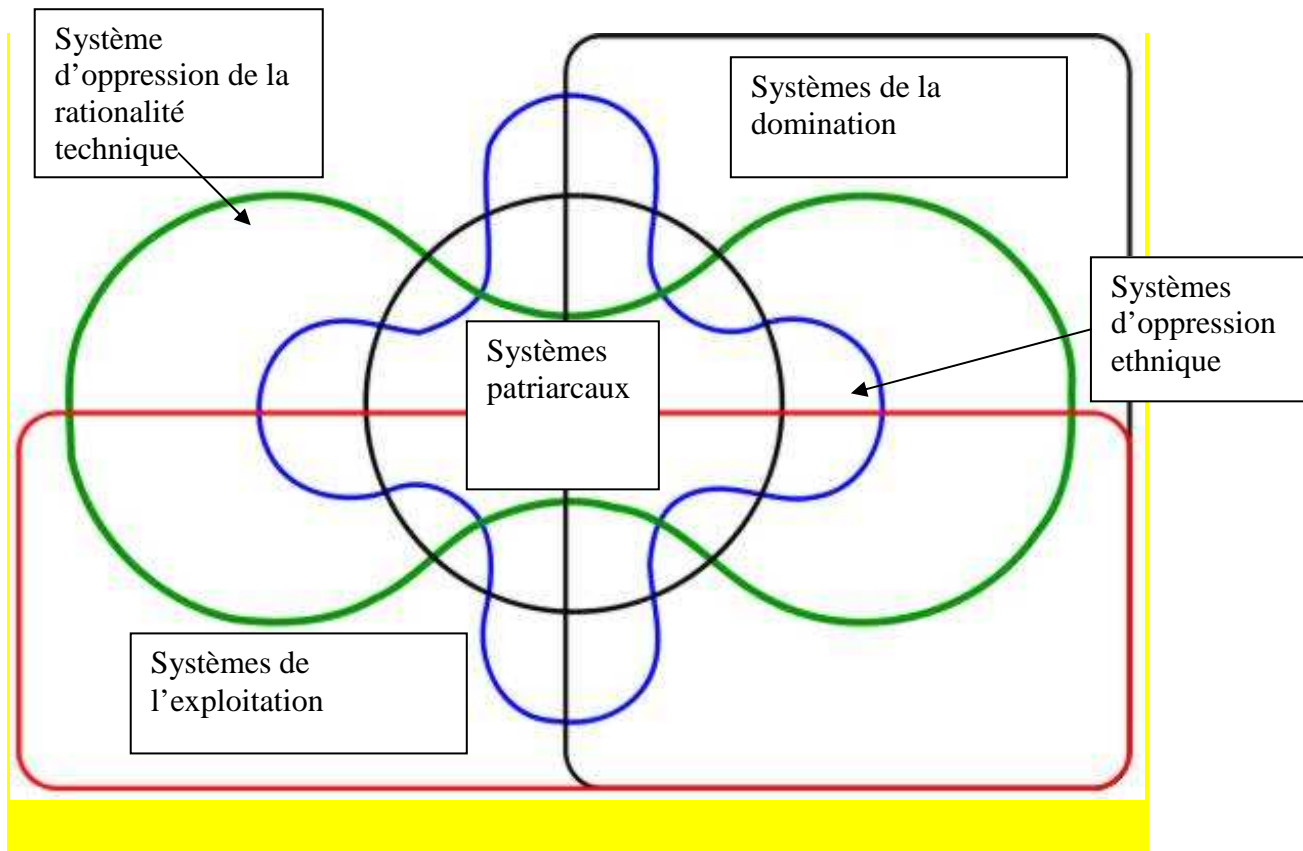 Système
d’oppression de la
rationalité
technique
Systèmes de la
domination
Systèmes
d’oppression
ethnique
Systèmes
patriarcaux
Systèmes de
l’exploitation